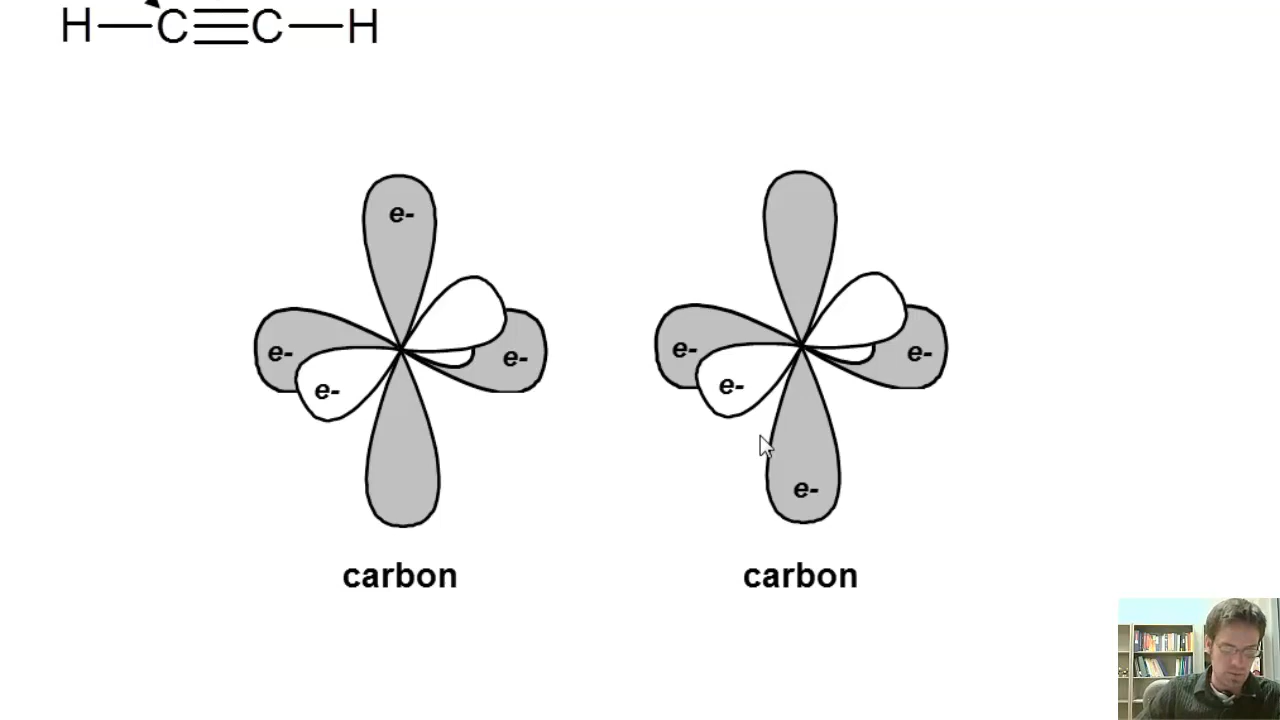 H—C≡C—H
e-
e- e- e- e-
e- e-
e-
carbon carbon